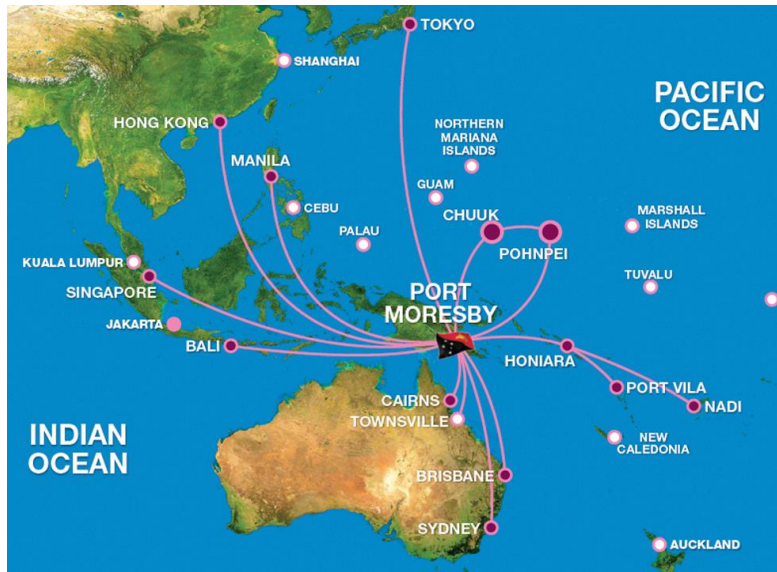 TOKYO
SHANGHAI
PACIFIC
OCEAN
HONG KONG
NORTHERN
MARIANA
ISLANDS
MANILA
GUAM
CEBU
CHUUK
MARSHALL
ISLANDS
PALAU
POHNPEI
KUALA LUMPUR
TUVALU
SINGAPORE
PORT
MORESBY
JAKARTA
BALI
HONIARA
PORT VILA
CAIRNS
NADI
TOWNSVILLE
INDIAN
OCEAN
NEW
CALEDONIA
BRISBANE
SYDNEY
AUCKLAND